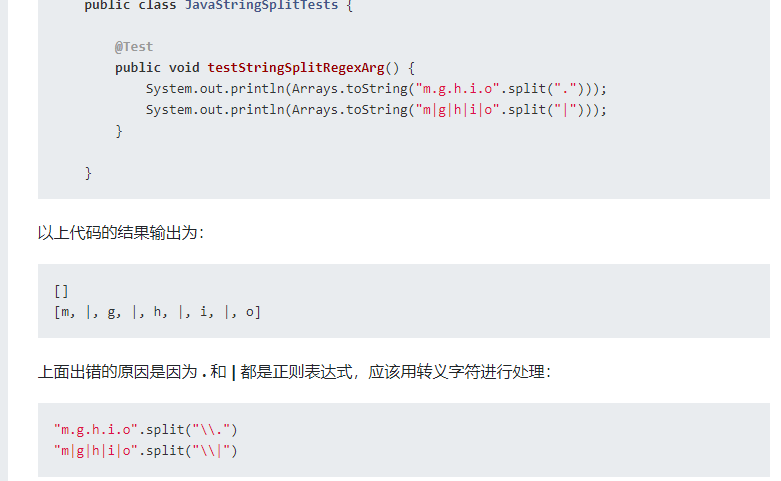 public class JavaStringSplitTests {
@Test
public void testStringSplitRegexArg() {
System.out.println(Arrays.toString("m.g.h.i.o".split(".")));
System.out.println(Arrays.toString("m|g|h|i|o".split("|")));
}
}
以上代码的结果输出为：
[]
[m, |, g, |, h, |, i, |, o]
上面出错的原因是因为 . 和 | 都是正则表达式，应该用转义字符进行处理：
"m.g.h.i.o".split("\\.")
"m|g|h|i|o".split("\\|")